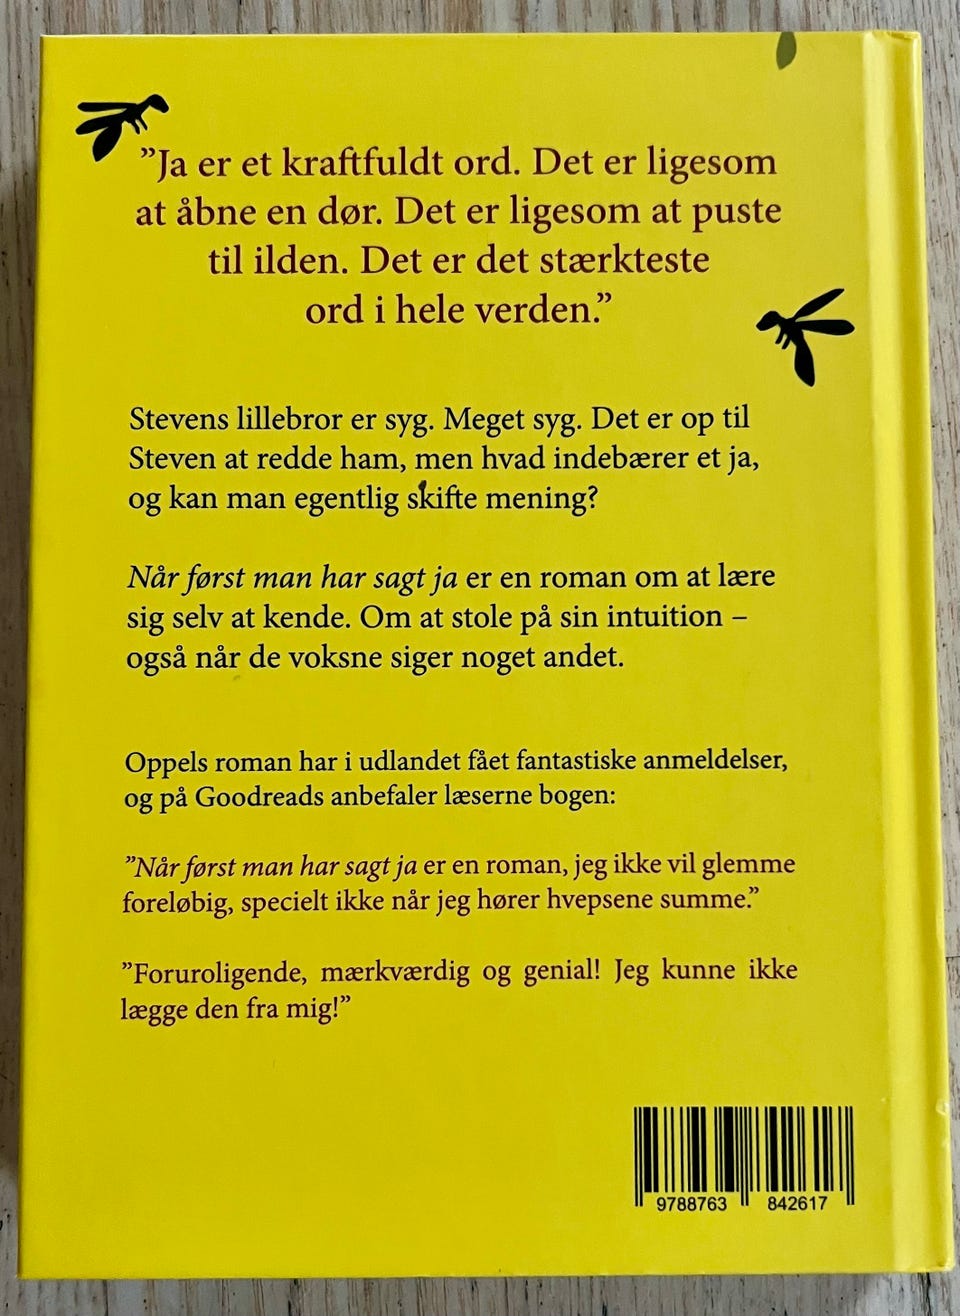 ”Ja er et kraftfuldt ord. Det er ligesom
at åbne en dør. Det er ligesom at puste
til ilden. Det er det stærkteste
ord i hele verden.”
Stevens lillebror er syg. Meget syg. Det er op til
Steven at redde ham, men hvad indebærer et ja,
og kan man egentlig skifte mening?
Når først man har sagt ja er en roman om at lære
sig selv at kende. Om at stole på sin intuition –
også når de voksne siger noget andet.
Oppels roman har i udlandet fået fantastiske anmeldelser,
og på Goodreads anbefaler læserne bogen:
”Når først man har sagt ja er en roman, jeg ikke vil glemme
foreløbig, specielt ikke når jeg hører hvepsene summe.”
”Foruroligende, mærkværdig og genial! Jeg kunne ikke
lægge den fra mig!”
9788763 842617